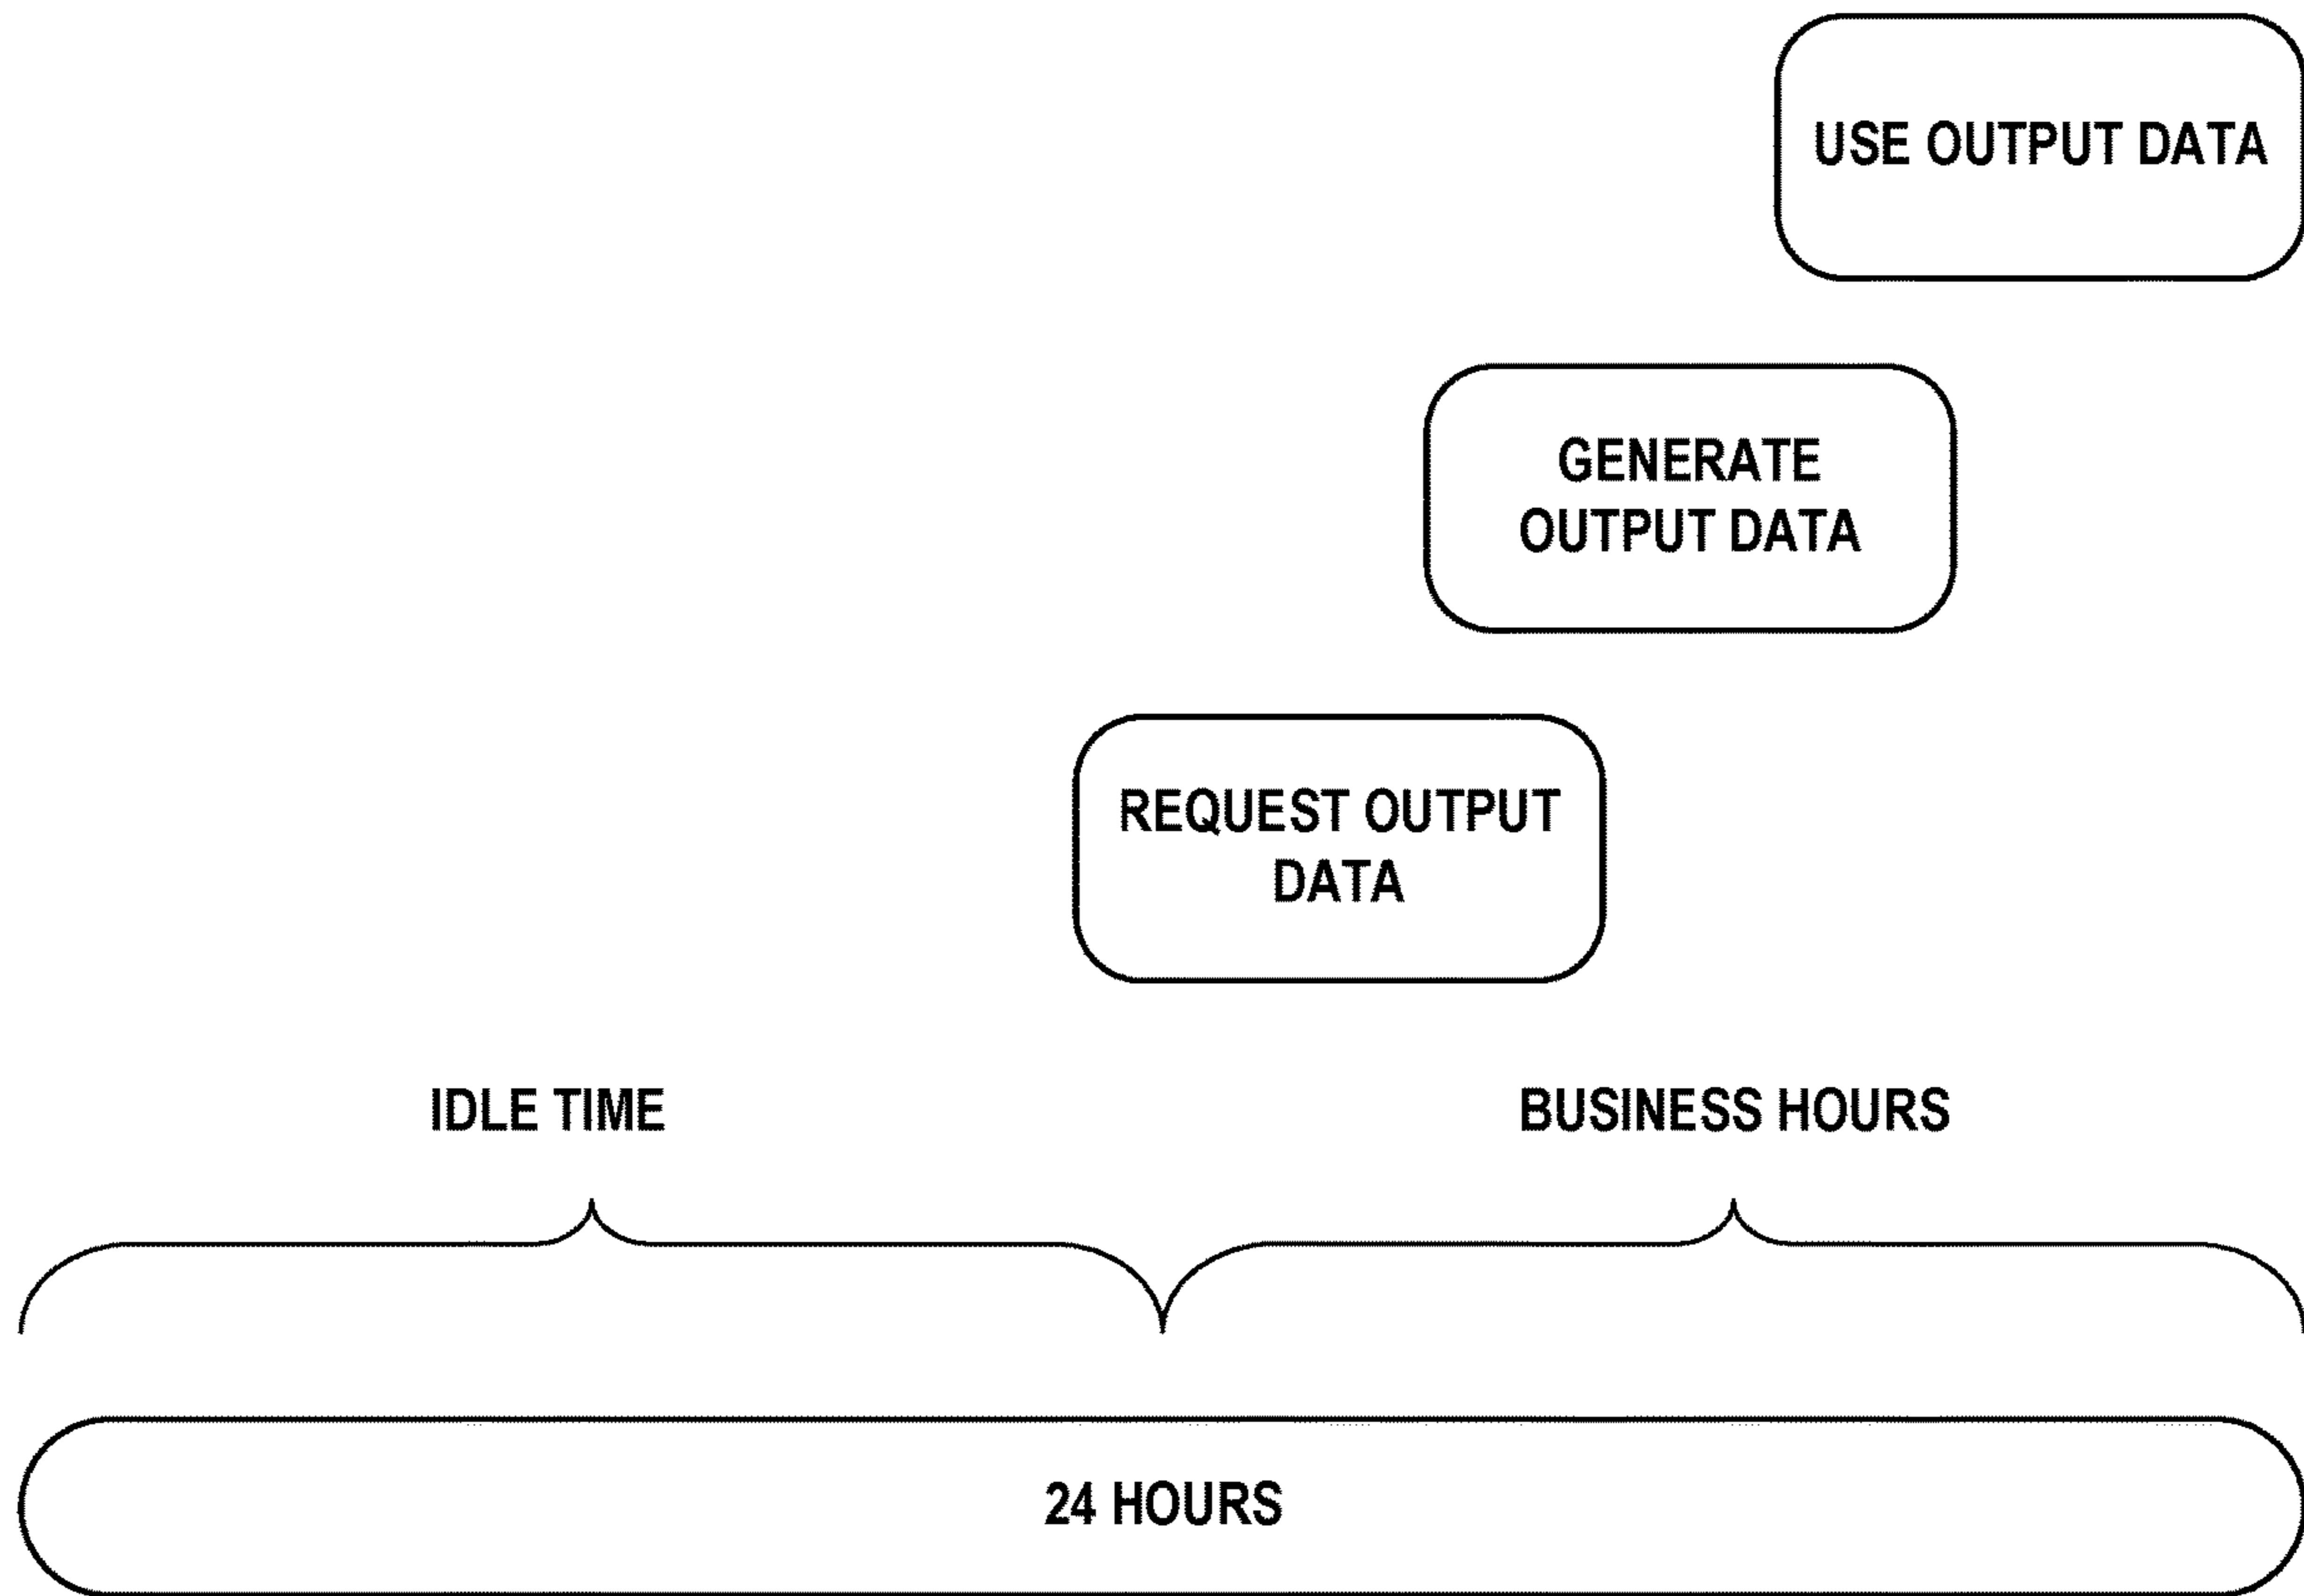 USE OUTPUT DATA
GENERATE
OUTPUT DATA
REQUEST OUTPUT
DATA
IDLE TIME
BUSINESS HOURS
24 HOURS